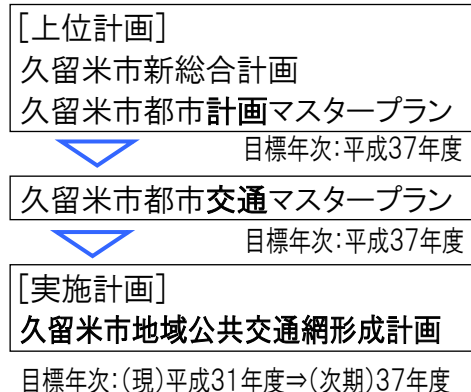 [上位計画]
久留米市新総合計画
久留米市都市計画マスタープラン
目標年次:平成37年度
久留米市都市交通マスタープラン
目標年次:平成37年度
[実施計画]
久留米市地域公共交通網形成計画
目標年次:(現)平成31年度⇒(次期)37年度